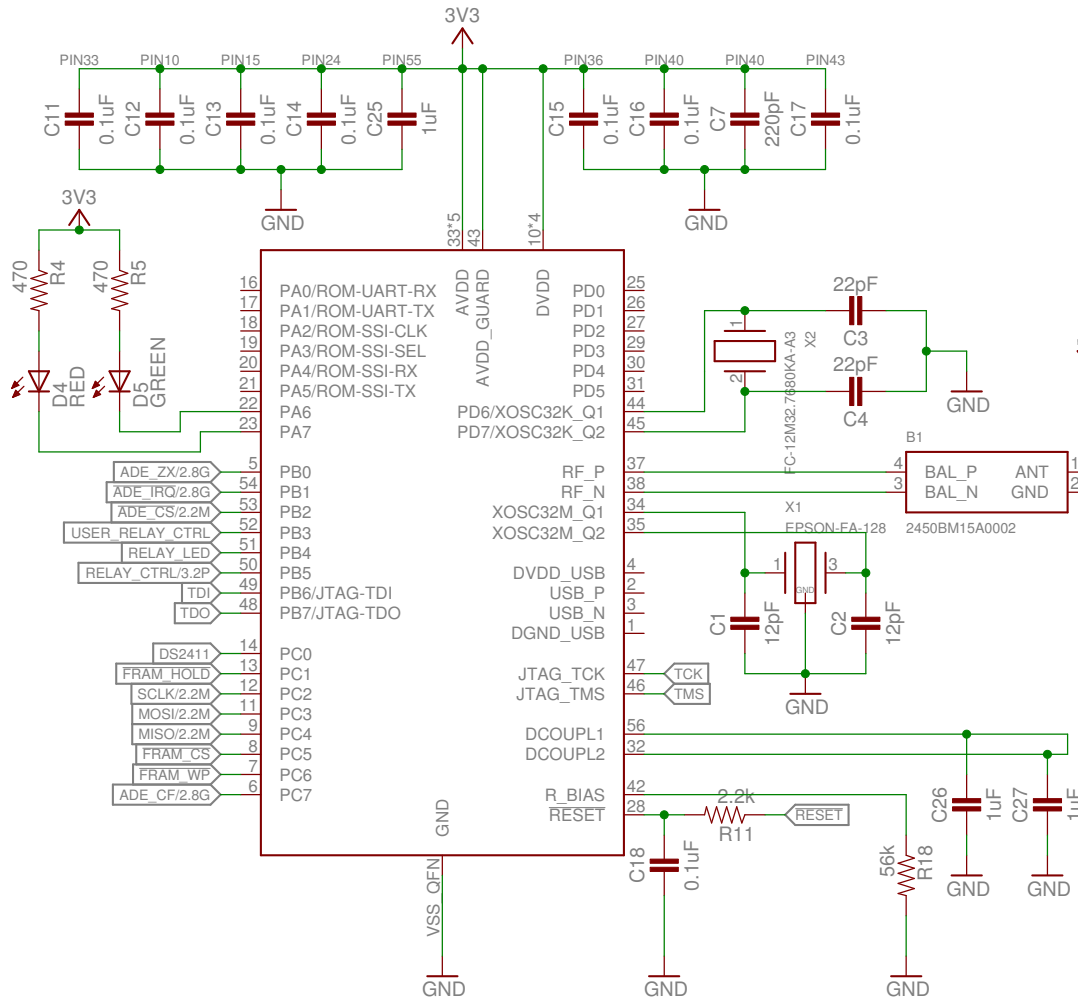 3V3
PIN33 PIN10 PIN15 PIN24 PIN55 PIN36 PIN40 PIN40 PIN43
C11 0.1uF C12 0.1uF C13 0.1uF C14 0.1uF C25 1uF C15 0.1uF C16 0.1uF C7 220pF C17 0.1uF
GND GND
3V3
470 R4 470 R5
D4 RED D5 GREEN
33*5 43 10*4
AVDD AVDD_GUARD DVDD
16 PA0/ROM-UART-RX
17 PA1/ROM-UART-TX
18 PA2/ROM-SSI-CLK
19 PA3/ROM-SSI-SEL
20 PA4/ROM-SSI-RX
21 PA5/ROM-SSI-TX
22 PA6
23 PA7
ADE_ZX/2.8G 5 PB0
ADE_IRQ/2.8G 54 PB1
ADE_CS/2.2M 53 PB2
USER_RELAY_CTRL 52 PB3
RELAY_LED 51 PB4
RELAY_CTRL/3.2P 50 PB5
TDI 49 PB6/JTAG-TDI
TDO 48 PB7/JTAG-TDO
DS2411 14 PC0
FRAM_HOLD 13 PC1
SCLK/2.2M 12 PC2
MOSI/2.2M 11 PC3
MISO/2.2M 9 PC4
FRAM_CS 8 PC5
FRAM_WP 7 PC6
ADE_CF/2.8G 6 PC7
GND
VSS_QFN
GND
PD0 25
PD1 26
PD2 27
PD3 29
PD4 30
PD5 31
PD6/XOSC32K_Q1 44
PD7/XOSC32K_Q2 45
RF_P 37
RF_N 38
XOSC32M_Q1 34
XOSC32M_Q2 35
DVDD_USB 4
USB_P 2
USB_N 3
DGND_USB 1
JTAG_TCK 47 TCK
JTAG_TMS 46 TMS
DCOUPL1 56
DCOUPL2 32
R_BIAS 42
RESET 28
1
2
X2
FC-12M32.7680KA-A3
22pF
C3
22pF
C4
GND
B1
4 BAL_P ANT 1
3 BAL_N GND 2
2450BM15A0002
X1
EPSON-FA-128
1 GND 3
C1 12pF C2 12pF
GND
2.2k
R11
RESET
C18 0.1uF
GND
56k R18
GND
C26 1uF C27 1uF
GND GND